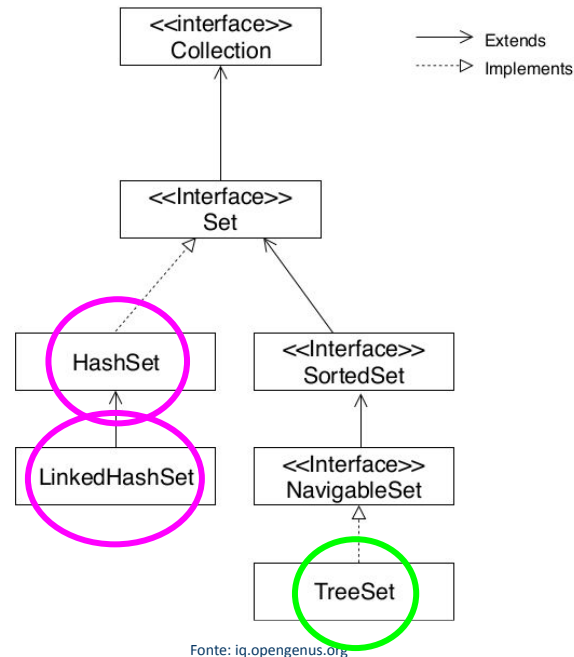 <<interface>>
Collection
Extends
Implements
<<Interface>>
Set
HashSet
<<Interface>>
SortedSet
LinkedHashSet
<<Interface>>
NavigableSet
TreeSet
Fonte: iq.opengenus.org